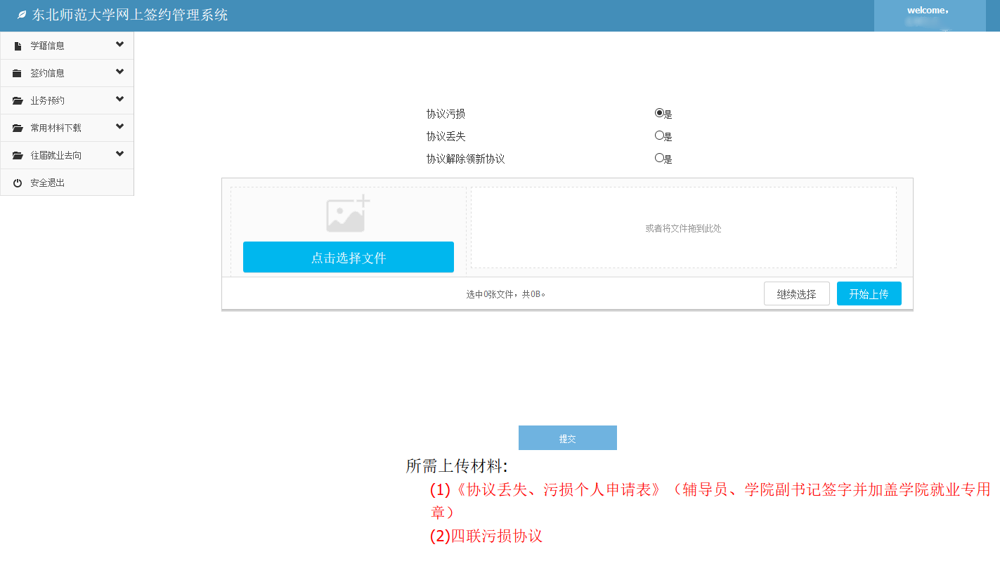 东北师范大学网上签约管理系统
welcome，
学籍信息
签约信息
业务预约
常用材料下载
往届就业去向
安全退出
协议污损 是
协议丢失 是
协议解除领新协议 是
点击选择文件
或者将文件拖到此处
选中0张文件，共0B。
继续选择
开始上传
提交
所需上传材料:
(1)《协议丢失、污损个人申请表》（辅导员、学院副书记签字并加盖学院就业专用
章）
(2)四联污损协议